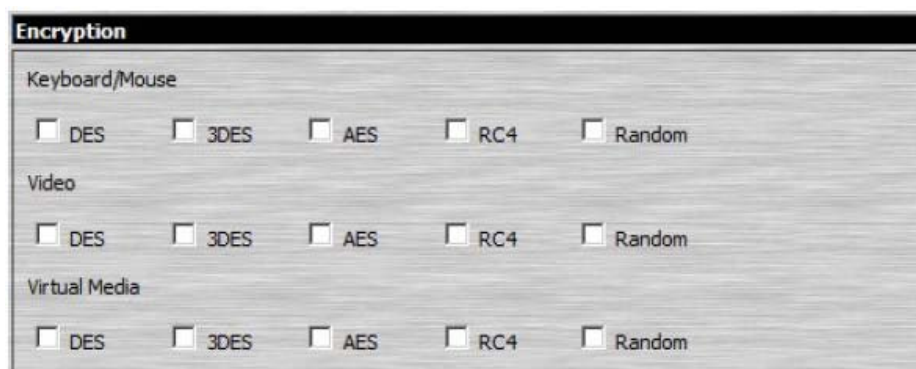 Encryption
Keyboard/Mouse
DES 3DES AES RC4 Random
Video
DES 3DES AES RC4 Random
Virtual Media
DES 3DES AES RC4 Random